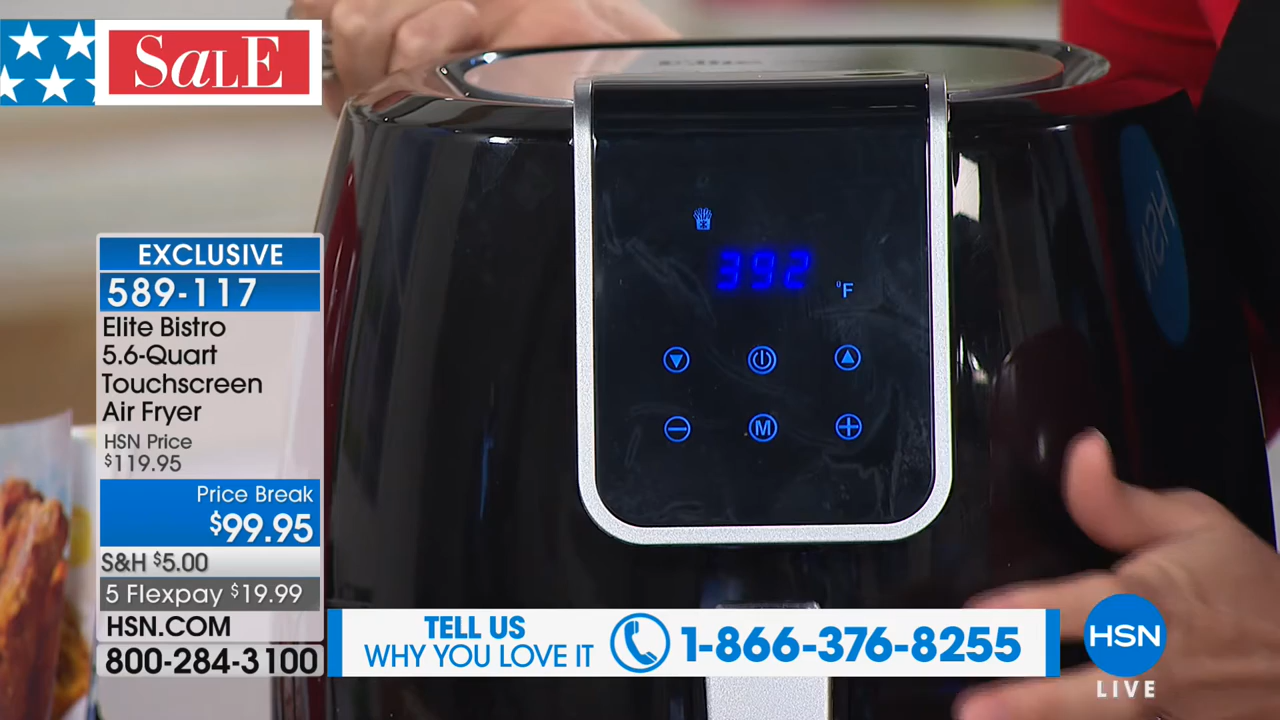 SaLE
EXCLUSIVE
589-117
Elite Bistro
5.6-Quart
Touchscreen
Air Fryer
HSN Price
$119.95
Price Break
$99.95
S&H $5.00
5 Flexpay $19.99
HSN.COM
800-284-3100
392
°F
M
HSN
TELL US
WHY YOU LOVE IT
1-866-376-8255
HSN
LIVE